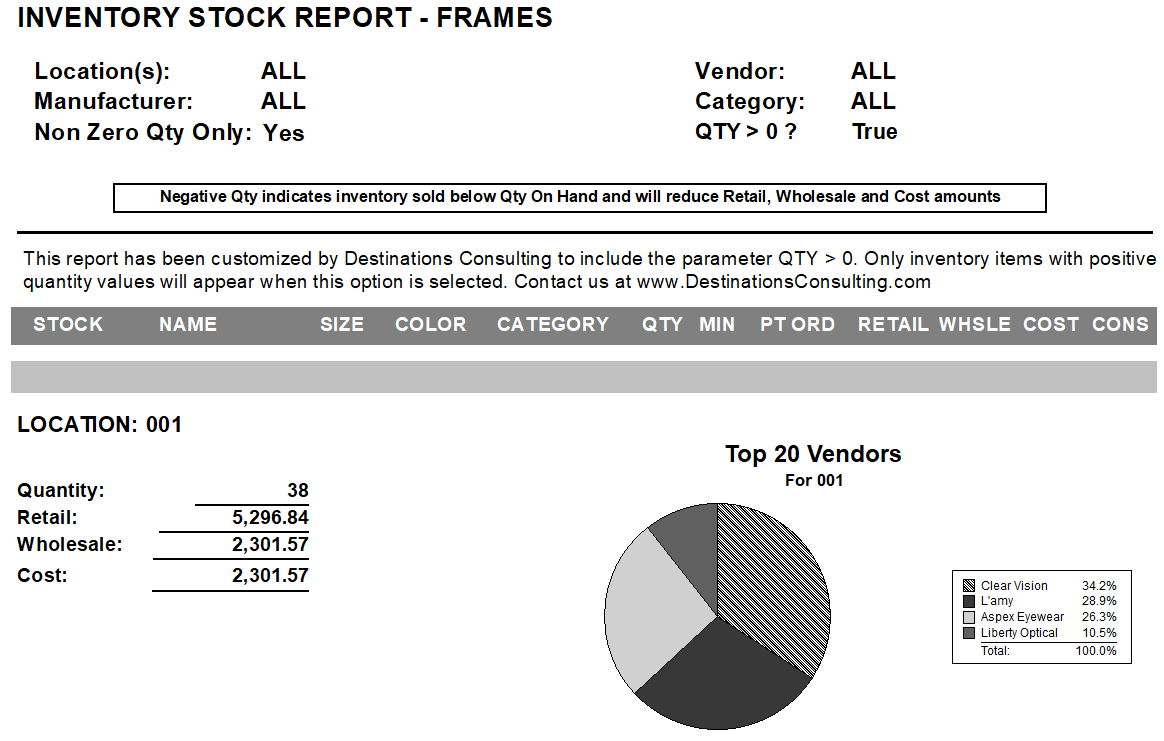 INVENTORY STOCK REPORT - FRAMES
Location(s): ALL Vendor: ALL
Manufacturer: ALL Category: ALL
Non Zero Qty Only: Yes QTY > 0 ? True
Negative Qty indicates inventory sold below Qty On Hand and will reduce Retail, Wholesale and Cost amounts
This report has been customized by Destinations Consulting to include the parameter QTY > 0. Only inventory items with positive
quantity values will appear when this option is selected. Contact us at www.DestinationsConsulting.com
STOCK NAME SIZE COLOR CATEGORY QTY MIN PT ORD RETAIL WHSLE COST CONS
LOCATION: 001
Quantity: 38
Retail: 5,296.84
Wholesale: 2,301.57
Cost: 2,301.57
Top 20 Vendors
For 001
Clear Vision 34.2%
L'amy 28.9%
Aspex Eyewear 26.3%
Liberty Optical 10.5%
Total: 100.0%